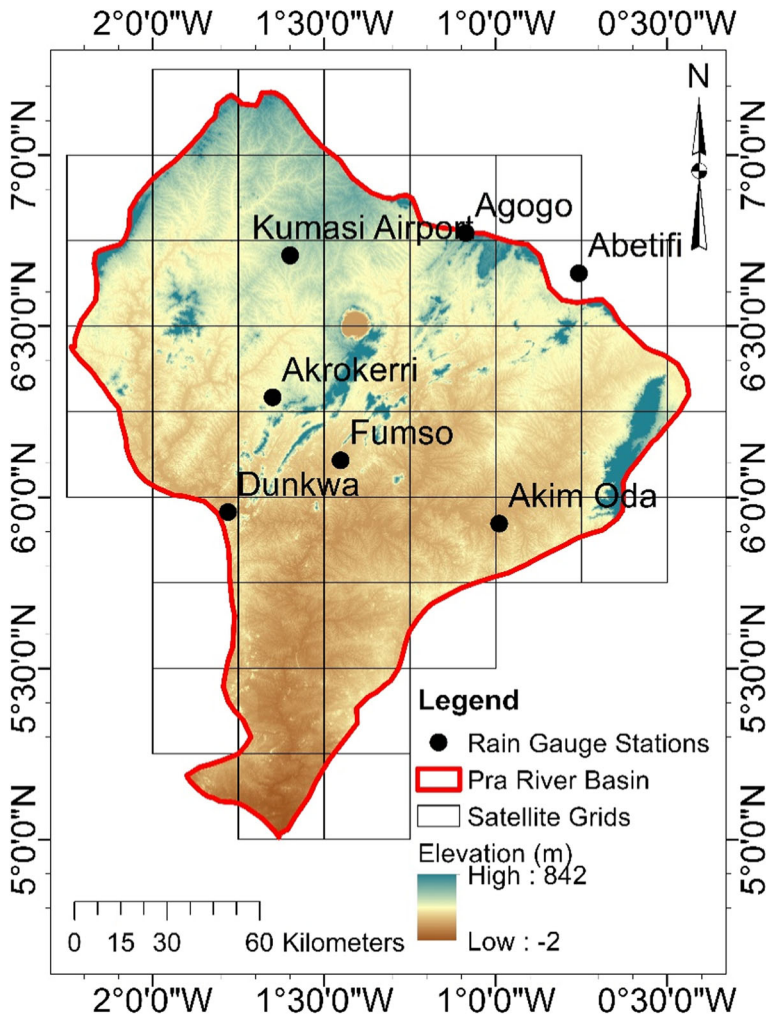 2°0'0"W 1°30'0"W 1°0'0"W 0°30'0"W
N
7°0'0"N 7°0'0"N
Agogo
Kumasi Airport
Abetifi
6°30'0"N 6°30'0"N
Akrokerri
Fumso
Dunkwa
Akim Oda
6°0'0"N 6°0'0"N
5°30'0"N 5°30'0"N
Legend
Rain Gauge Stations
Pra River Basin
Satellite Grids
5°0'0"N 5°0'0"N
Elevation (m)
High : 842
Low : -2
0 15 30 60 Kilometers
2°0'0"W 1°30'0"W 1°0'0"W 0°30'0"W